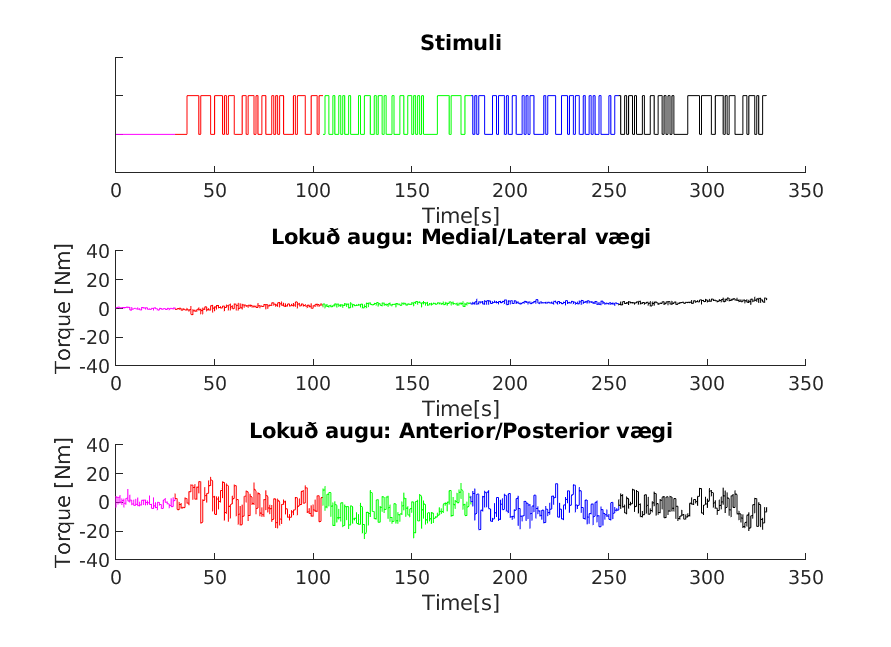 Stimuli
0 50 100 150 200 250 300 350
Time[s]
Lokuð augu: Medial/Lateral vægi
Torque [Nm]
40
20
0
-20
-40
0 50 100 150 200 250 300 350
Time[s]
Lokuð augu: Anterior/Posterior vægi
Torque [Nm]
40
20
0
-20
-40
0 50 100 150 200 250 300 350
Time[s]